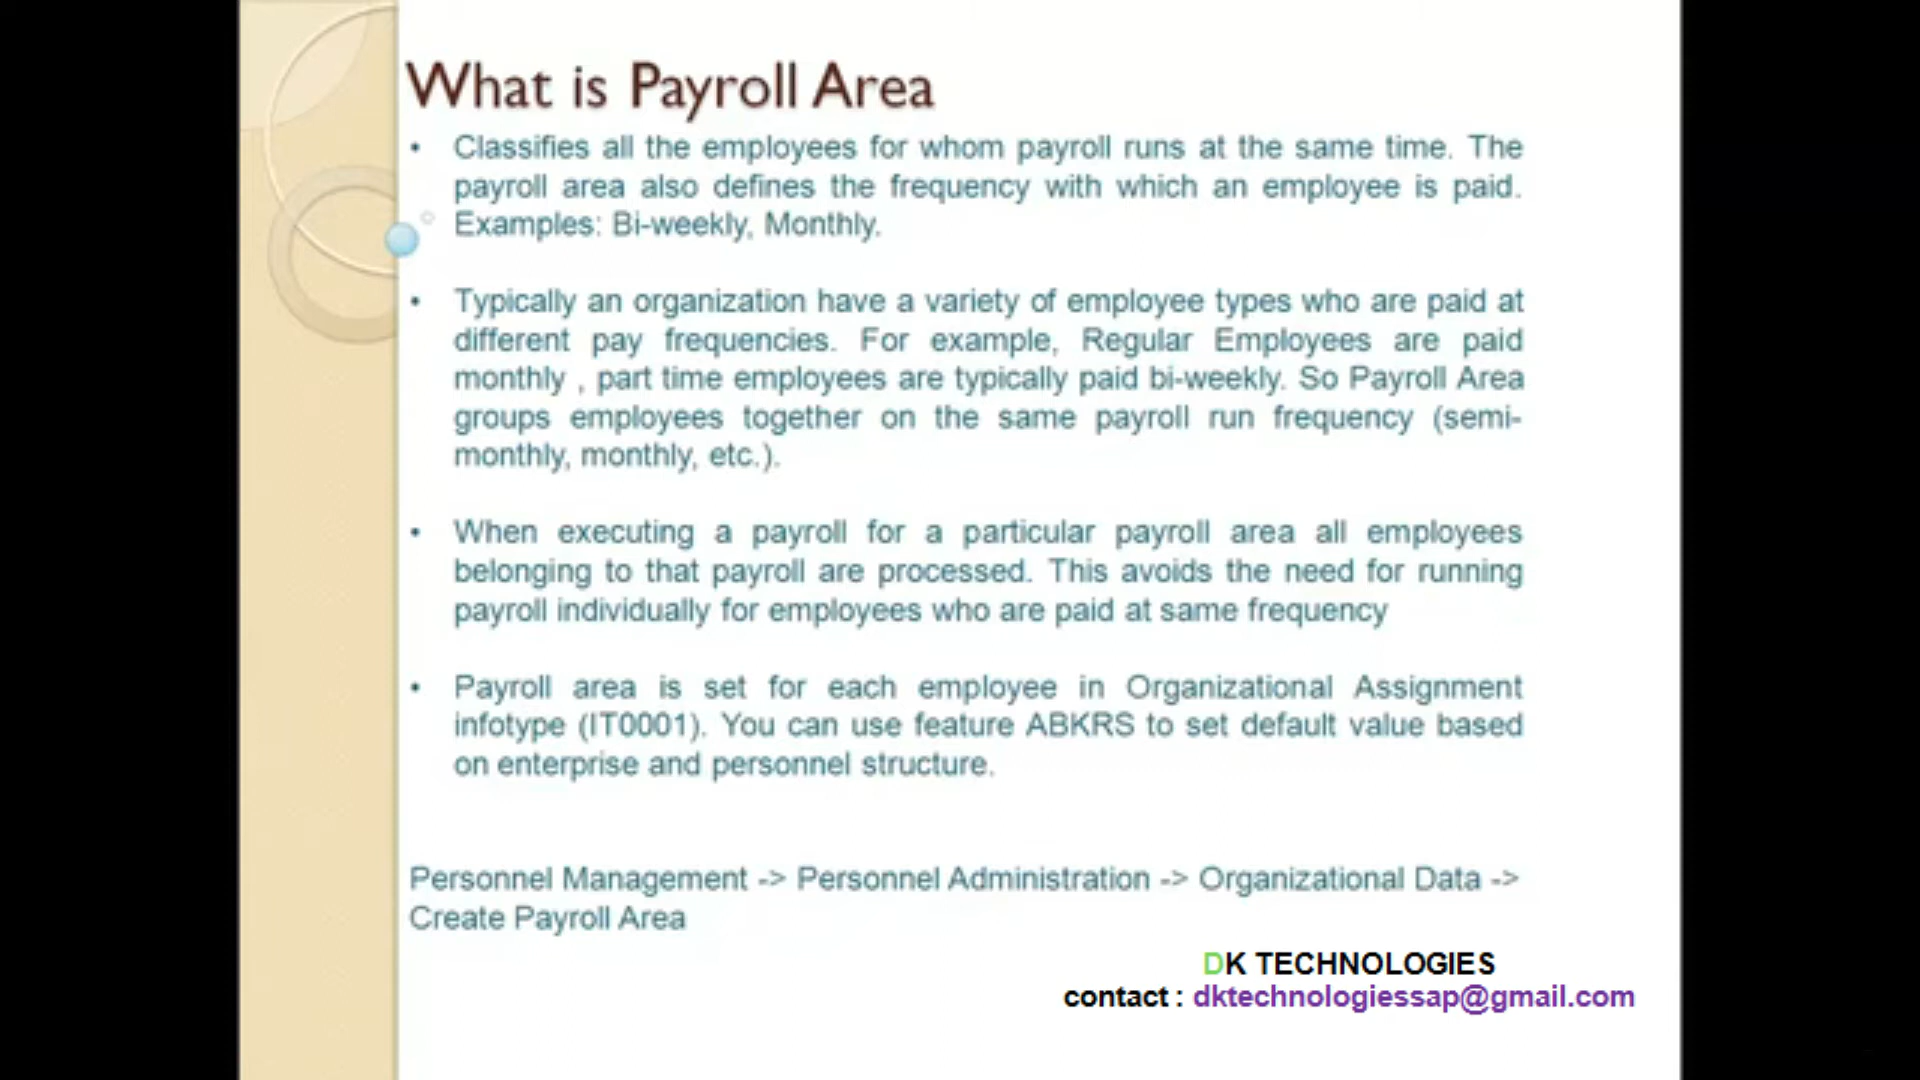 What is Payroll Area
• Classifies all the employees for whom payroll runs at the same time. The
payroll area also defines the frequency with which an employee is paid.
Examples: Bi-weekly, Monthly.
• Typically an organization have a variety of employee types who are paid at
different pay frequencies. For example, Regular Employees are paid
monthly , part time employees are typically paid bi-weekly. So Payroll Area
groups employees together on the same payroll run frequency (semi-
monthly, monthly, etc.).
• When executing a payroll for a particular payroll area all employees
belonging to that payroll are processed. This avoids the need for running
payroll individually for employees who are paid at same frequency
• Payroll area is set for each employee in Organizational Assignment
infotype (IT0001). You can use feature ABKRS to set default value based
on enterprise and personnel structure.
Personnel Management -> Personnel Administration -> Organizational Data ->
Create Payroll Area
DK TECHNOLOGIES
contact : dktechnologiessap@gmail.com